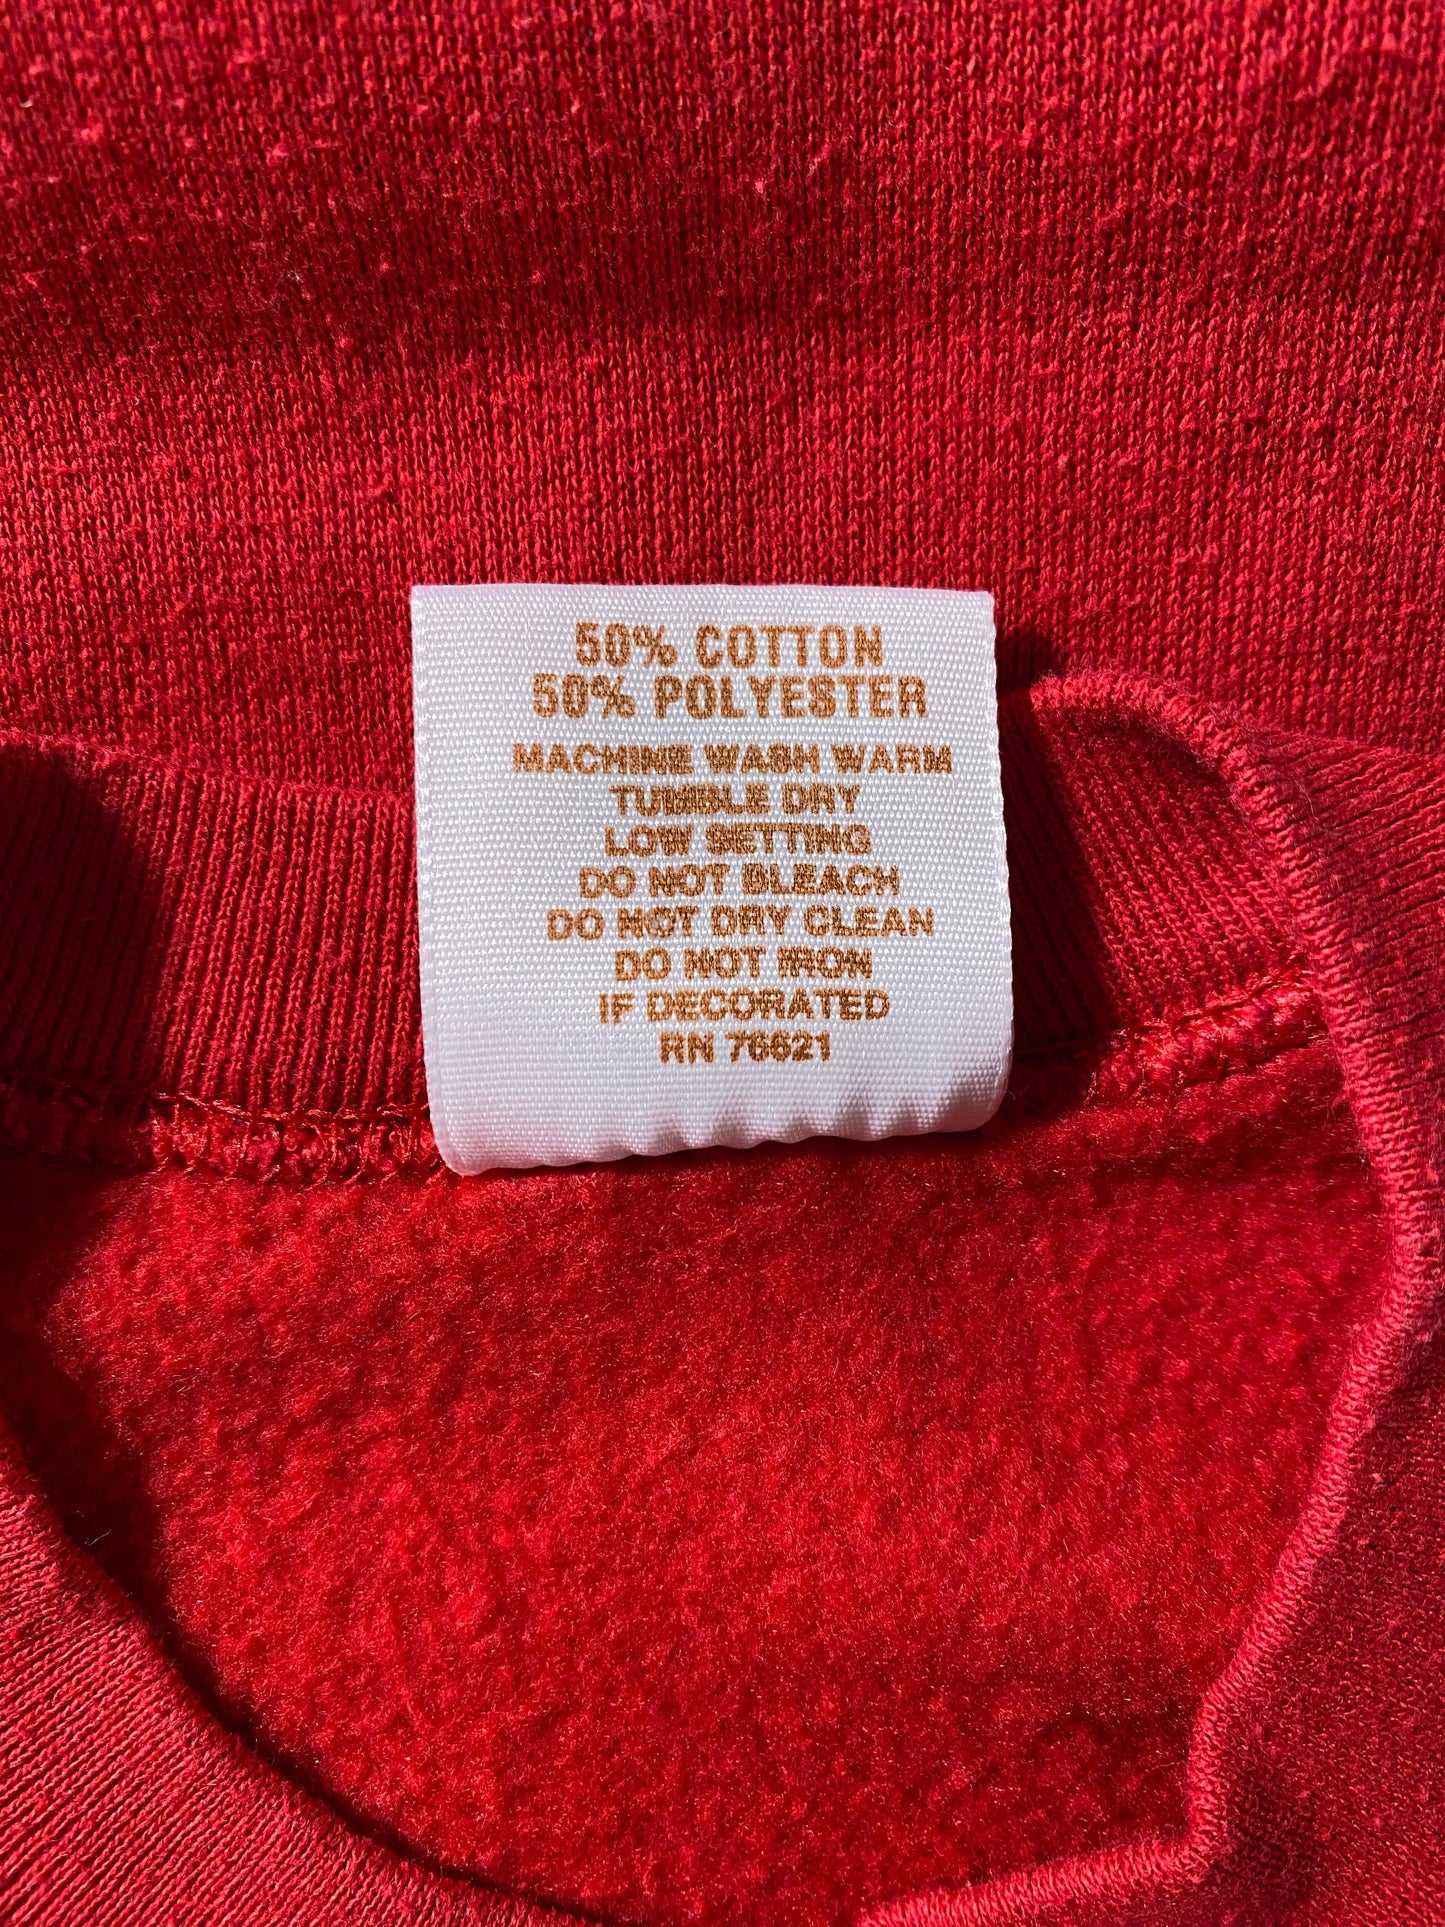 50% COTTON
50% POLYESTER
MACHINE WASH WARM
TUMBLE DRY
LOW SETTING
DO NOT BLEACH
DO NOT DRY CLEAN
DO NOT IRON
IF DECORATED
RN 76621